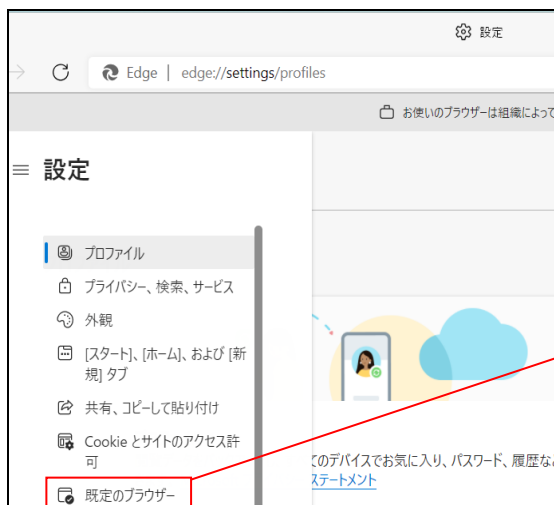 設定
Edge | edge://settings/profiles
お使いのブラウザーは組織によって
設定
プロファイル
プライバシー、検索、サービス
外観
[スタート]、[ホーム]、および [新
規] タブ
共有、コピーして貼り付け
Cookie とサイトのアクセス許
可
既定のブラウザー
てのデバイスでお気に入り、パスワード、履歴な
ステートメント